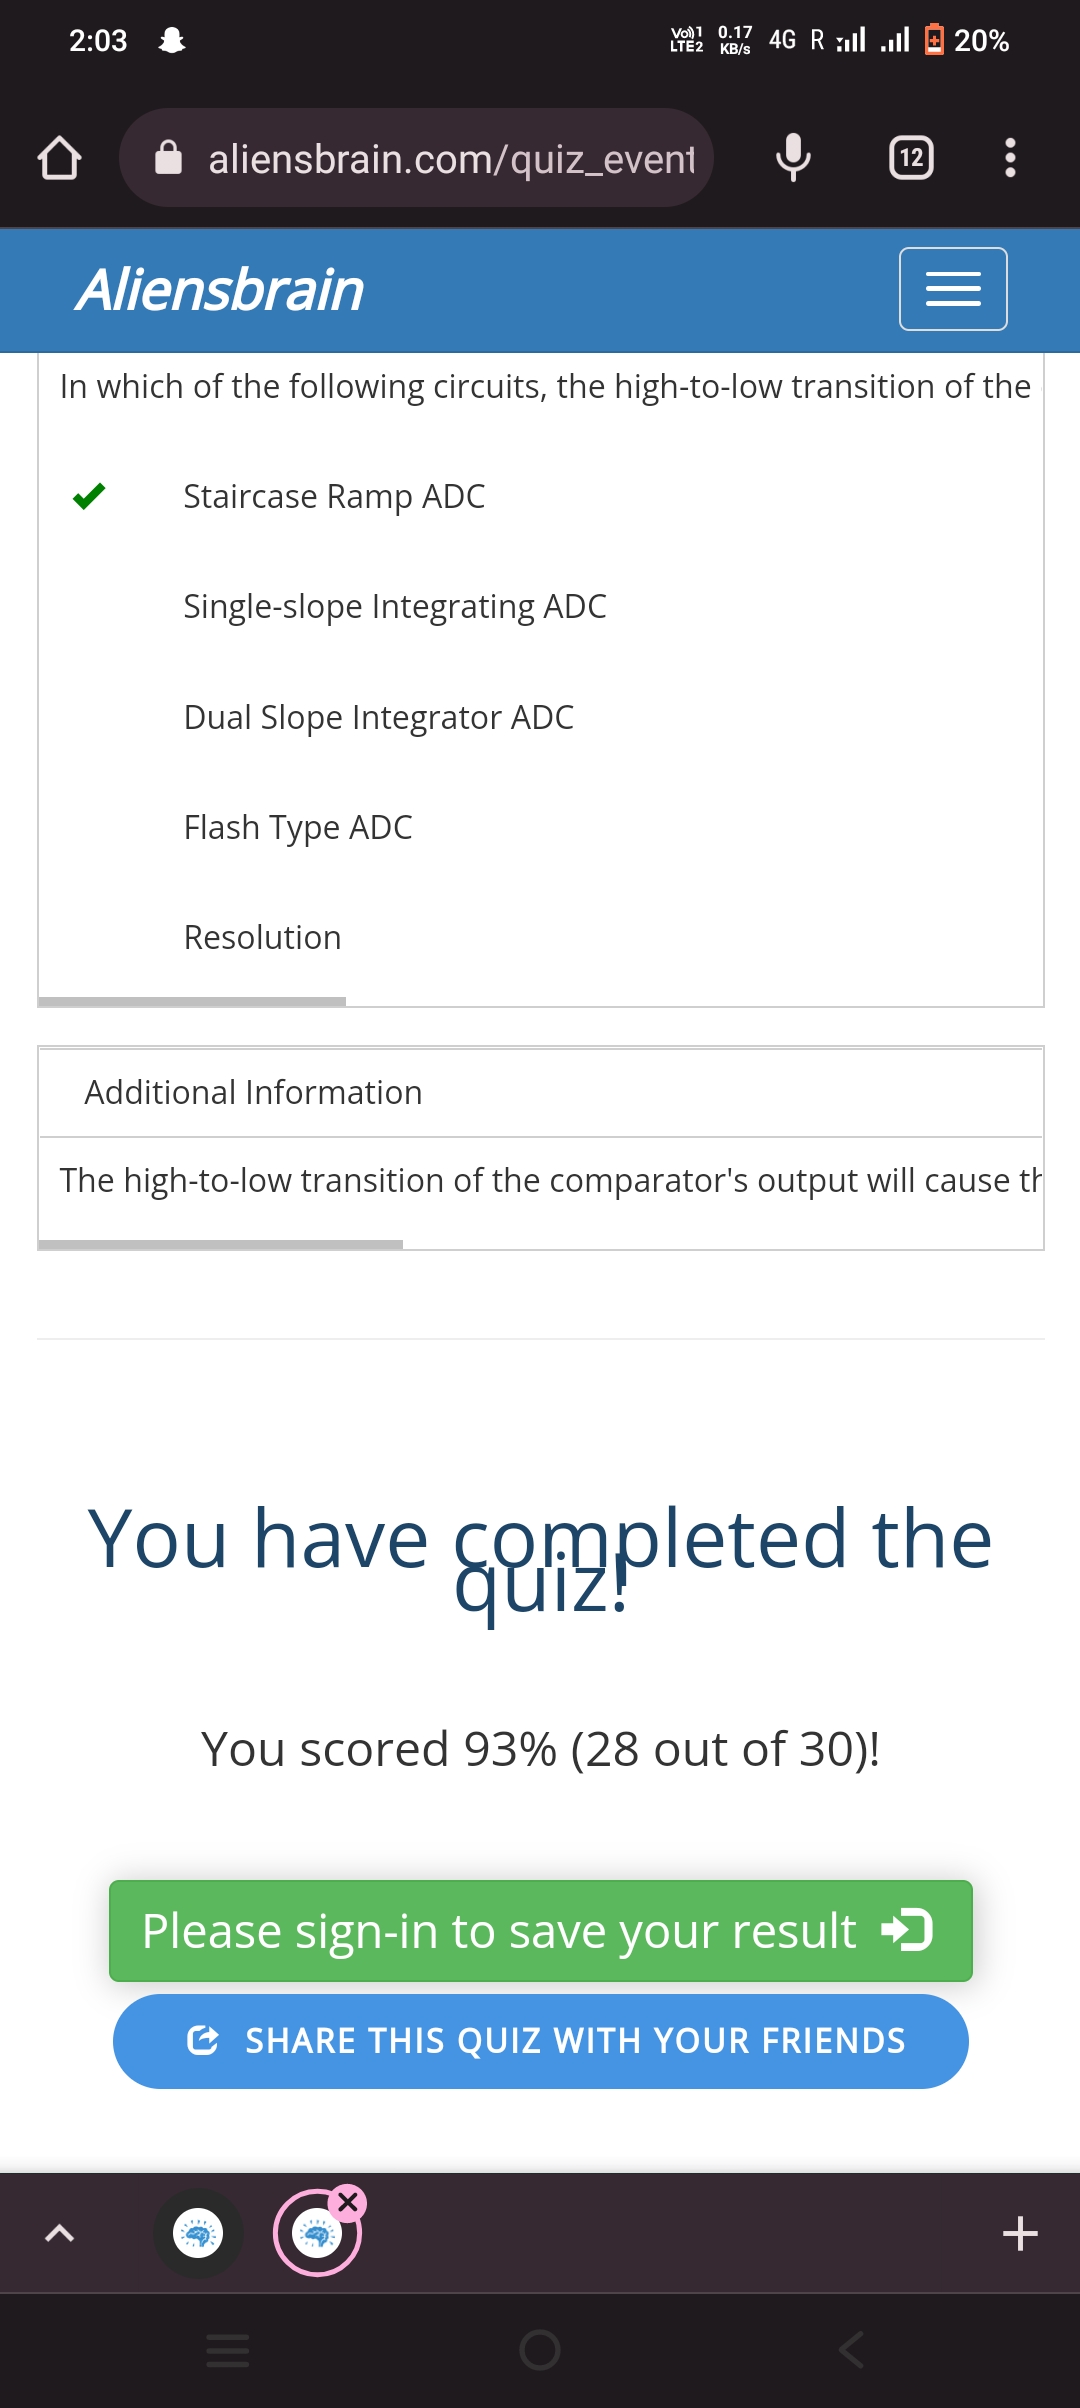 2:03
Vo)) 1
LTE2
0.17
KB/s
4G R
20%
aliensbrain.com/quiz_event
12
Aliensbrain
In which of the following circuits, the high-to-low transition of the
Staircase Ramp ADC
Single-slope Integrating ADC
Dual Slope Integrator ADC
Flash Type ADC
Resolution
Additional Information
The high-to-low transition of the comparator's output will cause th
You have completed the
quiz!
You scored 93% (28 out of 30)!
Please sign-in to save your result
SHARE THIS QUIZ WITH YOUR FRIENDS